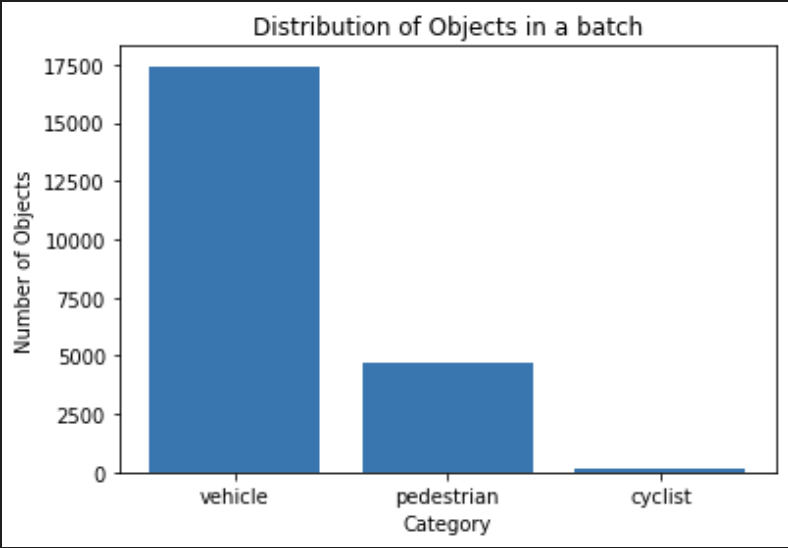 Distribution of Objects in a batch
17500
15000
12500
10000
7500
5000
2500
0
Number of Objects
vehicle pedestrian cyclist
Category